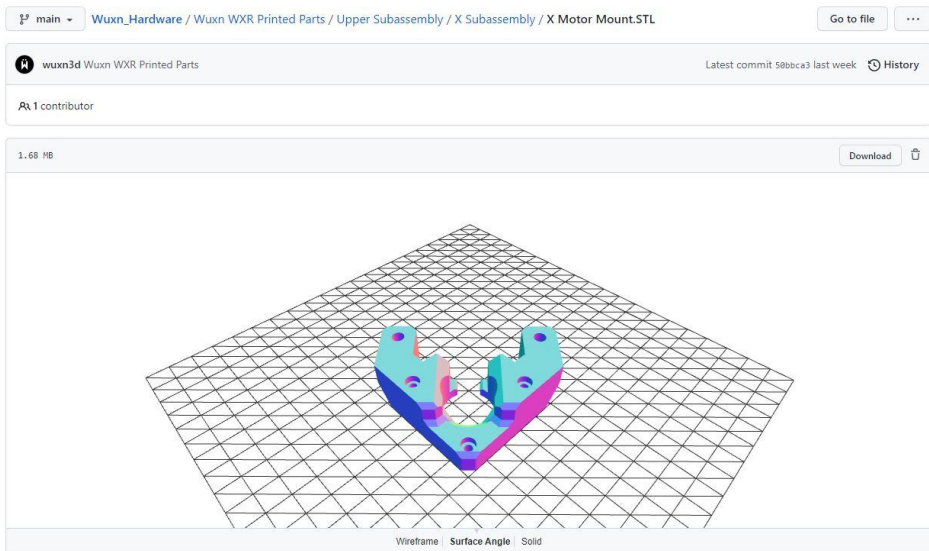 main Wuxn_Hardware / Wuxn WXR Printed Parts / Upper Subassembly / X Subassembly / X Motor Mount.STL Go to file ...
wuxn3d Wuxn WXR Printed Parts Latest commit 50bbca3 last week History
1 contributor
1.68 MB Download
Wireframe Surface Angle Solid